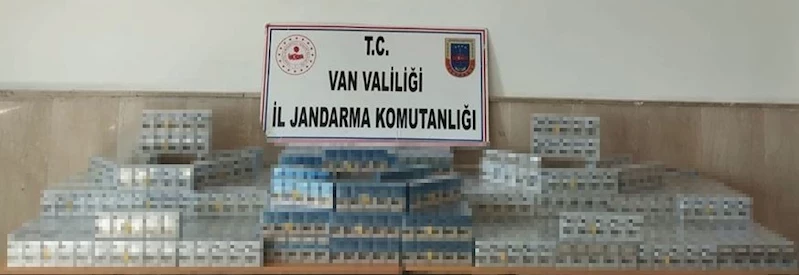 T.C.
VAN VALİLİĞİ
İL JANDARMA KOMUTANLIĞI